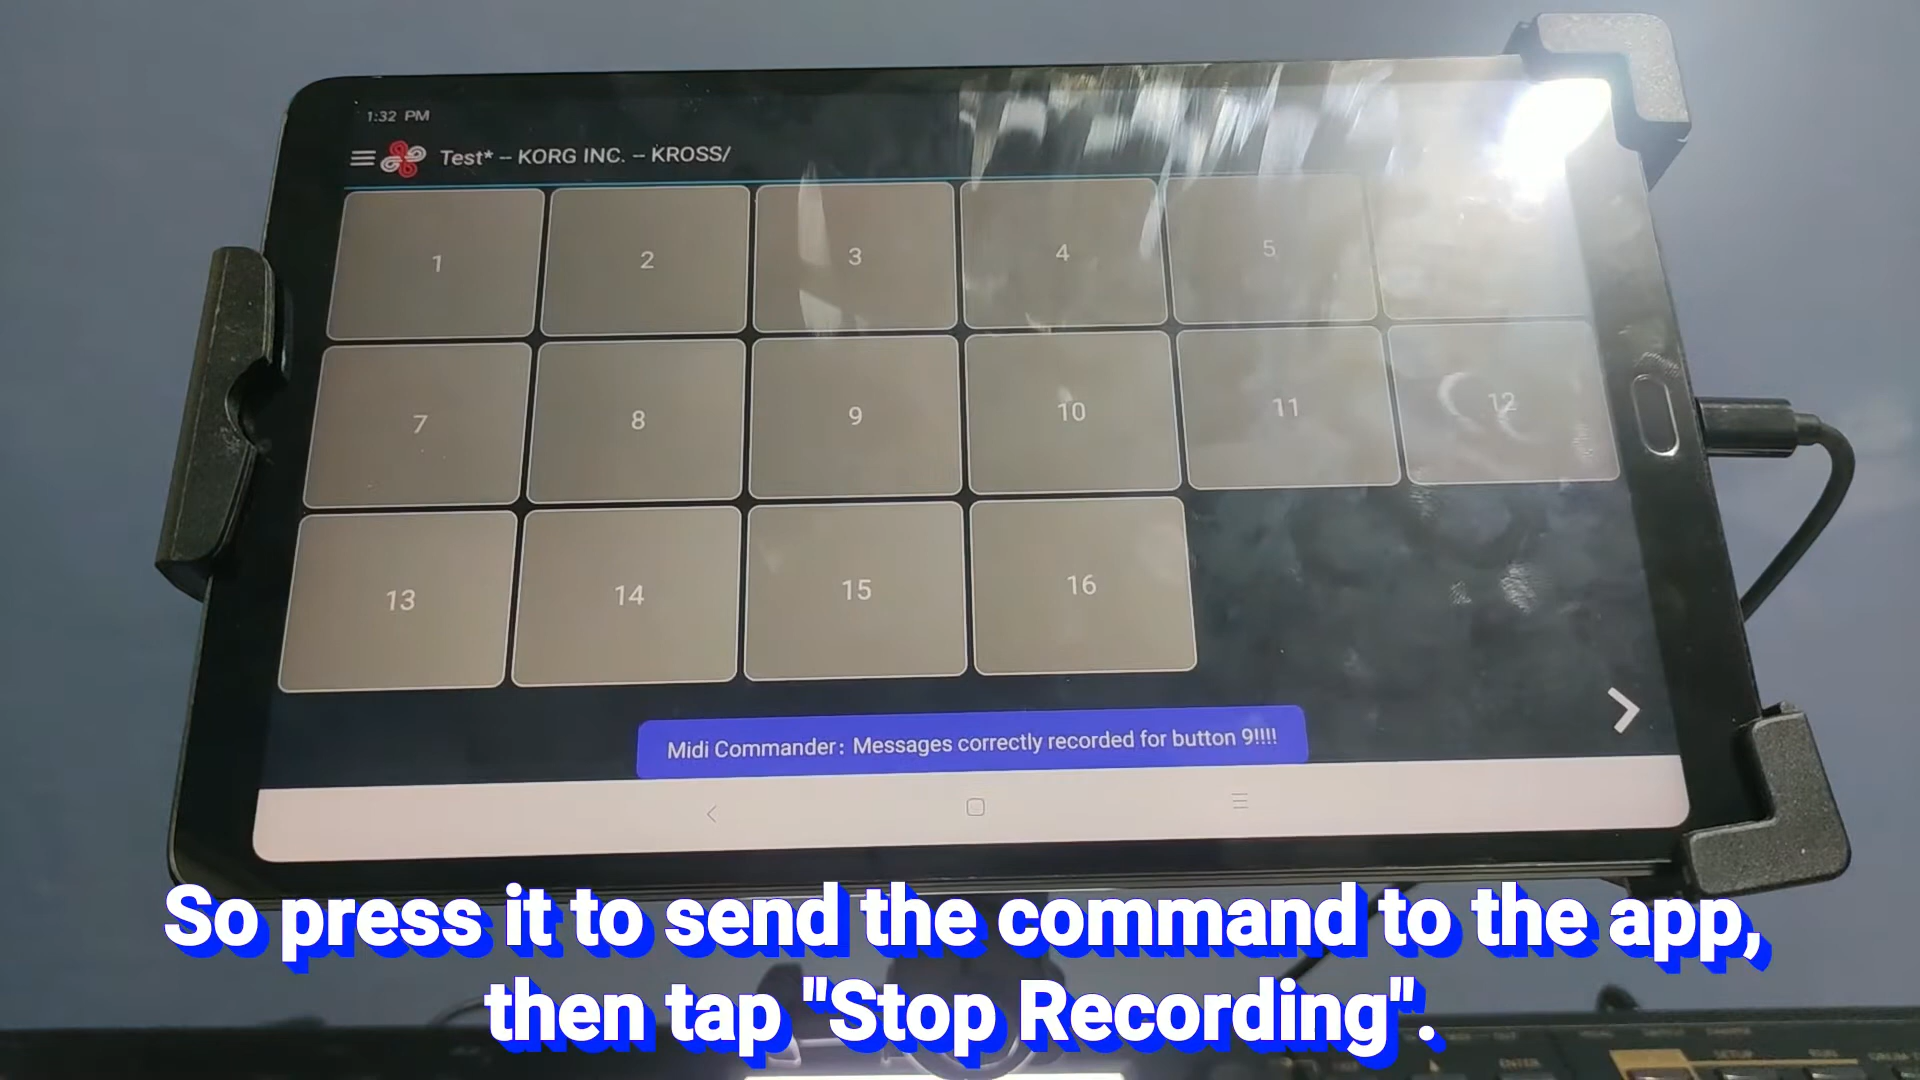 1:32 PM
Test* -- KORG INC. -- KROSS/
1
2
3
4
5
7
8
9
10
11
12
13
14
15
16
Midi Commander: Messages correctly recorded for button 9!!!!
So press it to send the command to the app,
then tap "Stop Recording".
ENTER
SETUP